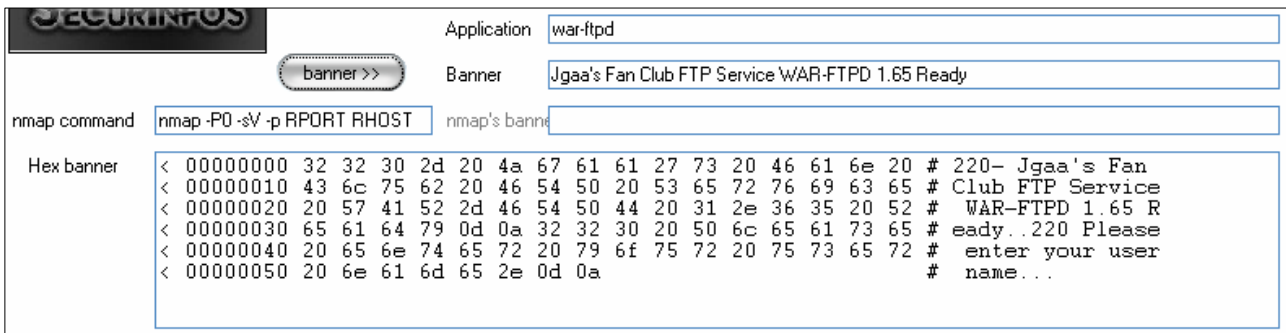 SECURINFOS
Application war-ftpd
banner >> Banner Jgaa's Fan Club FTP Service WAR-FTPD 1.65 Ready
nmap command nmap -P0 -sV -p RPORT RHOST nmap's banne
Hex banner
< 00000000 32 32 30 2d 20 4a 67 61 61 27 73 20 46 61 6e 20 # 220- Jgaa's Fan
< 00000010 43 6c 75 62 20 46 54 50 20 53 65 72 76 69 63 65 # Club FTP Service
< 00000020 20 57 41 52 2d 46 54 50 44 20 31 2e 36 35 20 52 # WAR-FTPD 1.65 R
< 00000030 65 61 64 79 0d 0a 32 32 30 20 50 6c 65 61 73 65 # eady..220 Please
< 00000040 20 65 6e 74 65 72 20 79 6f 75 72 20 75 73 65 72 # enter your user
< 00000050 20 6e 61 6d 65 2e 0d 0a # name...